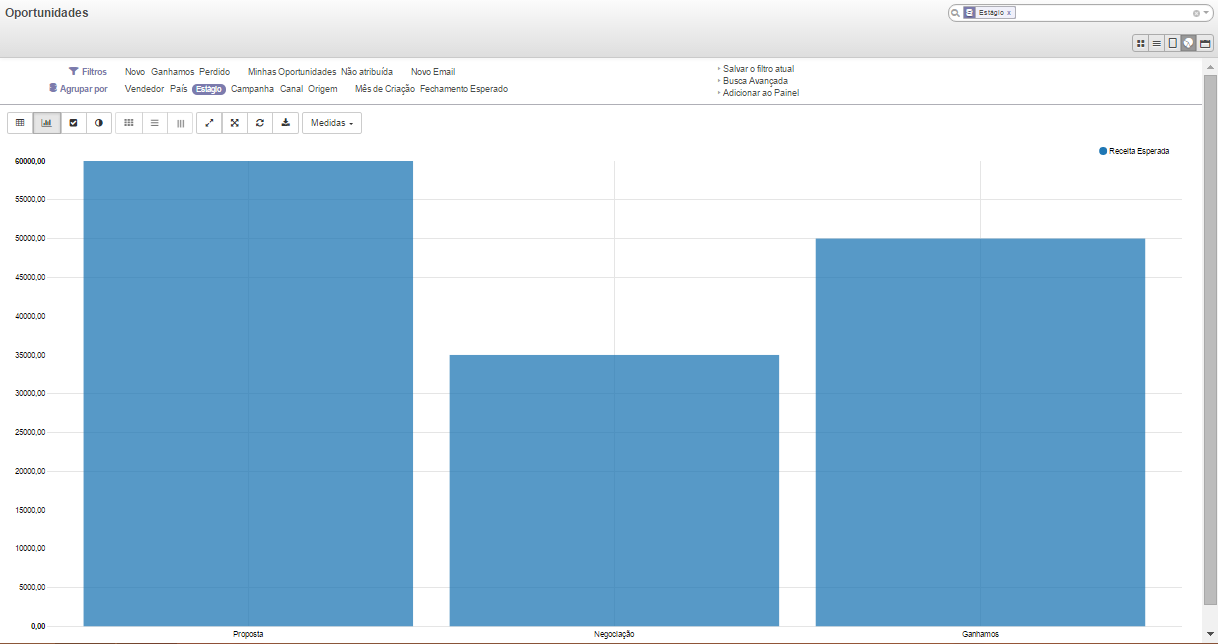 Oportunidades
Estágio x
Filtros Novo Ganhamos Perdido Minhas Oportunidades Não atribuída Novo Email
Agrupar por Vendedor País Estágio Campanha Canal Origem Mês de Criação Fechamento Esperado
Salvar o filtro atual
Busca Avançada
Adicionar ao Painel
Medidas
Receita Esperada
60000,00
55000,00
50000,00
45000,00
40000,00
35000,00
30000,00
25000,00
20000,00
15000,00
10000,00
5000,00
0,00
Proposta Negociação Ganhamos